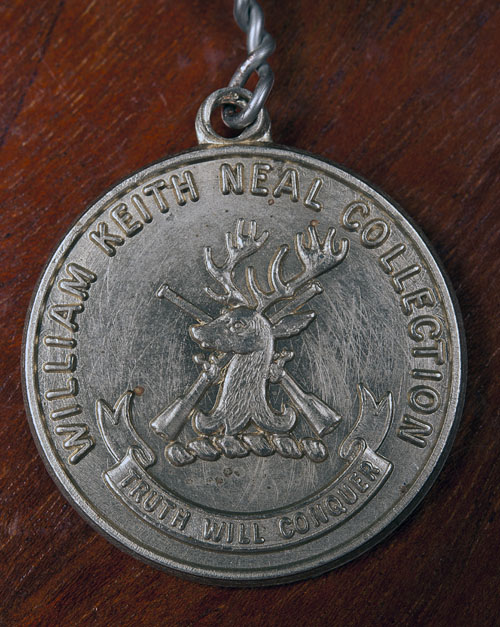 WILLIAM KEITH NEAL COLLECTION
TRUTH WILL CONQUER